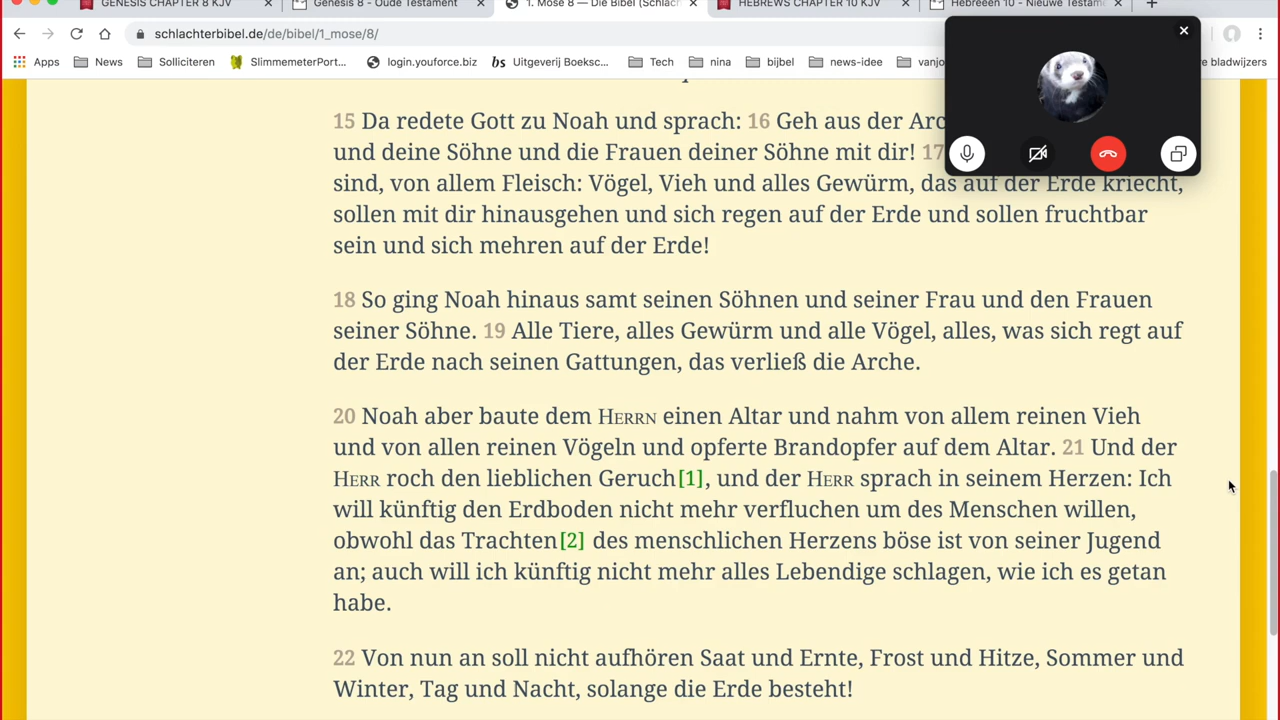 GENESIS CHAPTER 8 KJV
Genesis 8 - Oude Testament
1. Mose 8 — Die Bibel (Schlach
HEBREWS CHAPTER 10 KJV
Hebreeën 10 - Nieuwe Testame
schlachterbibel.de/de/bibel/1_mose/8/
Apps News Solliciteren SlimmemeterPort... login.youforce.biz bs Uitgeverij Boeksc... Tech nina bijbel news-idee vanjo re bladwijzers
15 Da redete Gott zu Noah und sprach: 16 Geh aus der Arc
und deine Söhne und die Frauen deiner Söhne mit dir! 17
sind, von allem Fleisch: Vögel, Vieh und alles Gewürm, das auf der Erde kriecht,
sollen mit dir hinausgehen und sich regen auf der Erde und sollen fruchtbar
sein und sich mehren auf der Erde!
18 So ging Noah hinaus samt seinen Söhnen und seiner Frau und den Frauen
seiner Söhne. 19 Alle Tiere, alles Gewürm und alle Vögel, alles, was sich regt auf
der Erde nach seinen Gattungen, das verließ die Arche.
20 Noah aber baute dem HERRN einen Altar und nahm von allem reinen Vieh
und von allen reinen Vögeln und opferte Brandopfer auf dem Altar. 21 Und der
HERR roch den lieblichen Geruch[1], und der HERR sprach in seinem Herzen: Ich
will künftig den Erdboden nicht mehr verfluchen um des Menschen willen,
obwohl das Trachten[2] des menschlichen Herzens böse ist von seiner Jugend
an; auch will ich künftig nicht mehr alles Lebendige schlagen, wie ich es getan
habe.
22 Von nun an soll nicht aufhören Saat und Ernte, Frost und Hitze, Sommer und
Winter, Tag und Nacht, solange die Erde besteht!